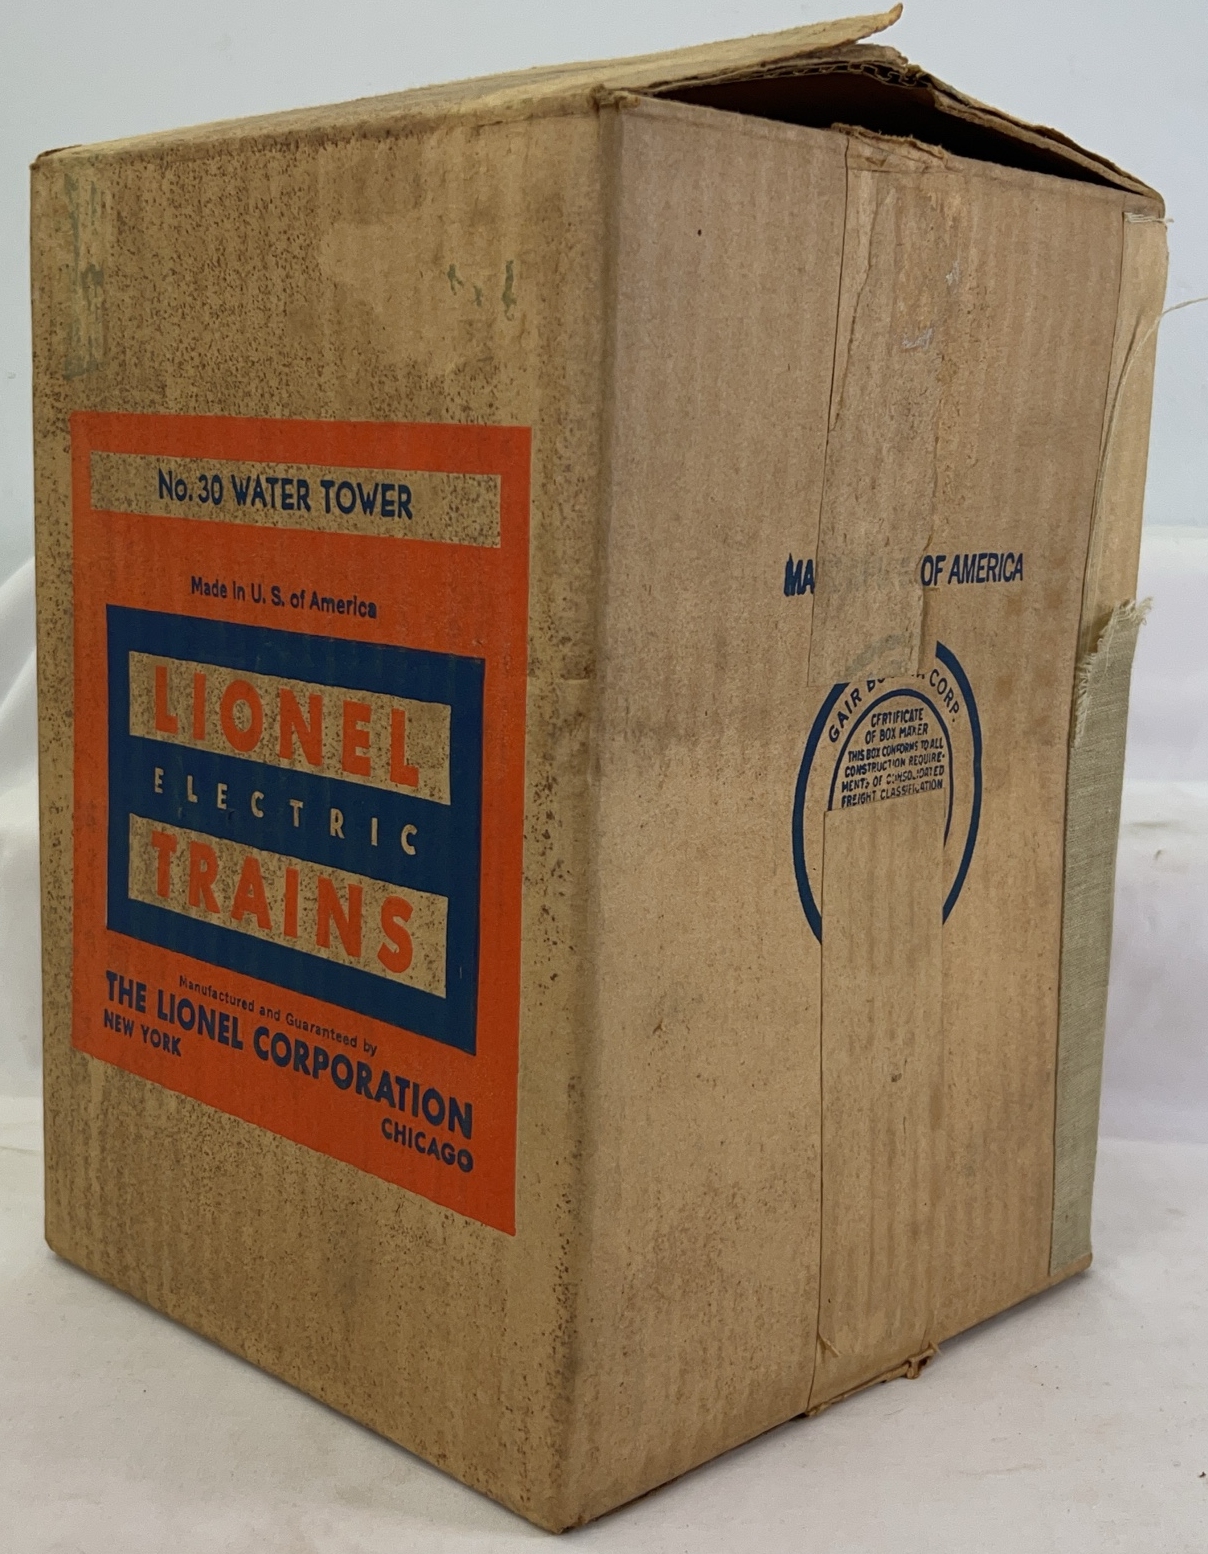 No. 30 WATER TOWER
Made in U. S. of America
LIONEL
ELECTRIC
TRAINS
Manufactured and Guaranteed by
THE LIONEL CORPORATION
NEW YORK
CHICAGO
OF AMERICA
GAIR CORP.
CERTIFICATE
OF BOX MAKER
THIS BOX CONFORMS TO ALL
CONSTRUCTION REQUIRE-
MENTS OF CONSOLIDATED
FREIGHT CLASSIFICATION